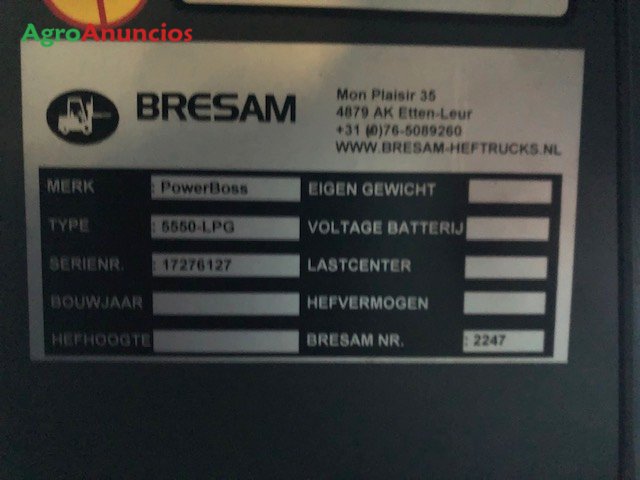 AgroAnuncios
BRESAM
Mon Plaisir 35
4879 AK Etten-Leur
+31 (0)76-5089260
WWW.BRESAM-HEFTRUCKS.NL
MERK : PowerBoss EIGEN GEWICHT
TYPE : 5550-LPG VOLTAGE BATTERIJ
SERIENR. : 17276127 LASTCENTER
BOUWJAAR HEFVERMOGEN
HEFHOOGTE BRESAM NR. : 2247